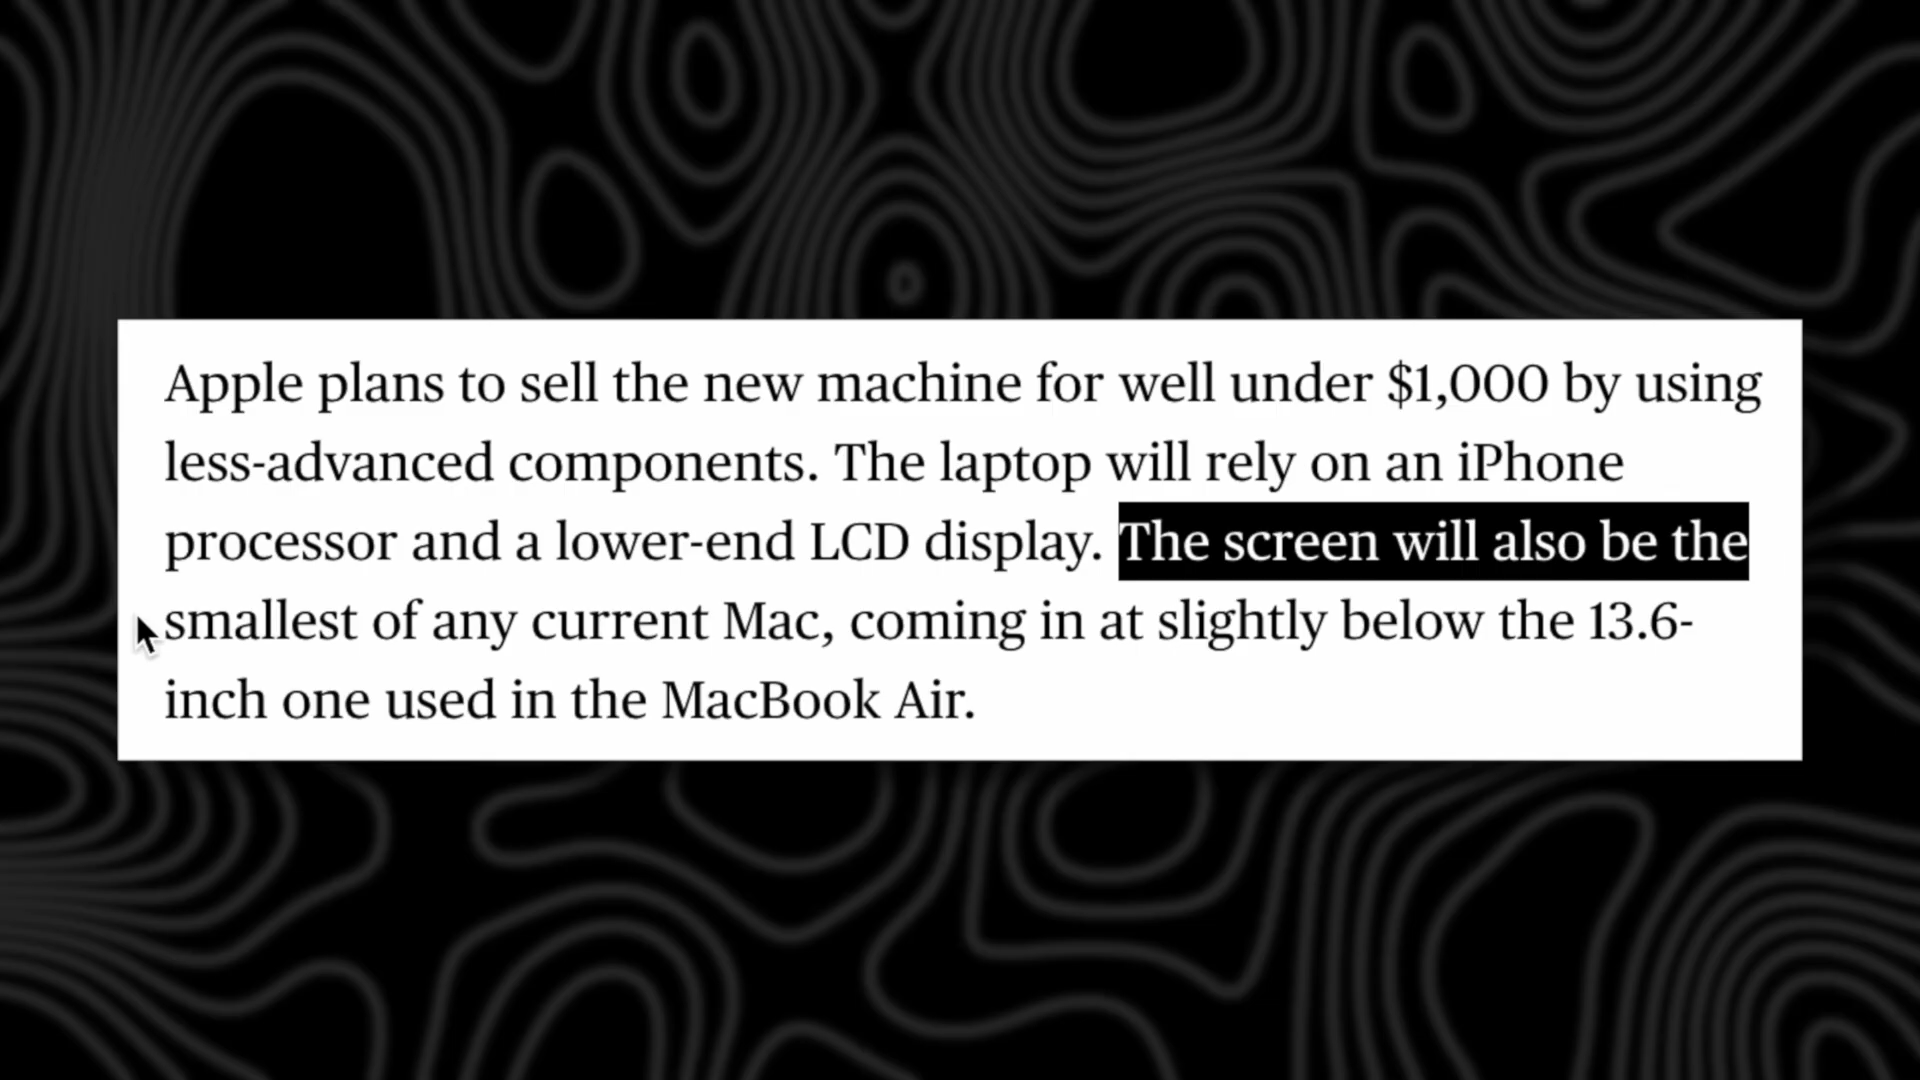 Apple plans to sell the new machine for well under $1,000 by using
less-advanced components. The laptop will rely on an iPhone
processor and a lower-end LCD display. The screen will also be the
smallest of any current Mac, coming in at slightly below the 13.6-
inch one used in the MacBook Air.